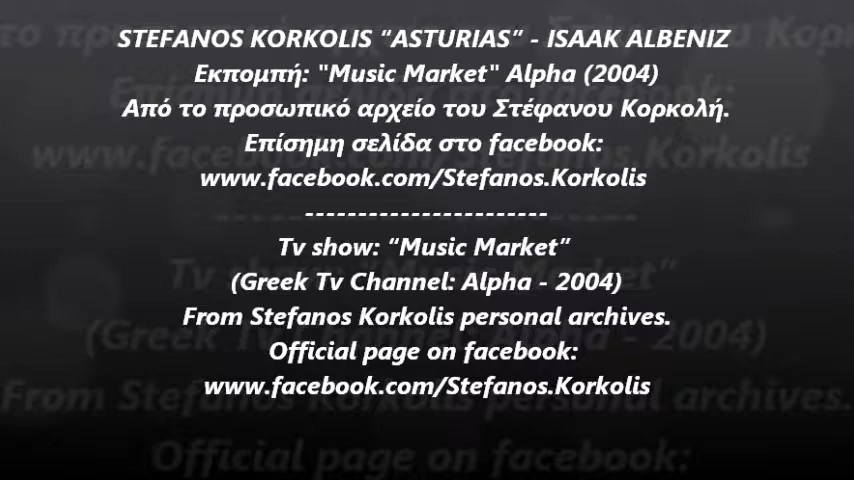 STEFANOS KORKOLIS “ASTURIAS” - ISAAK ALBENIZ
Εκπομπή: "Music Market" Alpha (2004)
Από το προσωπικό αρχείο του Στέφανου Κορκολή.
Επίσημη σελίδα στο facebook:
www.facebook.com/Stefanos.Korkolis
-----------------------
Tv show: “Music Market”
(Greek Tv Channel: Alpha - 2004)
From Stefanos Korkolis personal archives.
Official page on facebook:
www.facebook.com/Stefanos.Korkolis